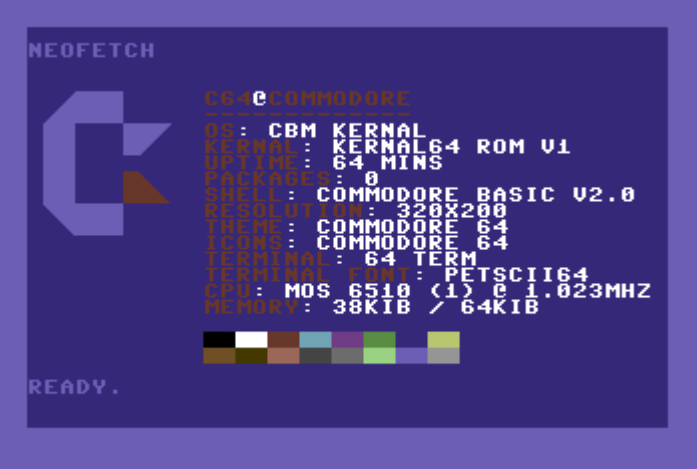 NEOFETCH
C64@COMMODORE
-------------
OS: CBM KERNAL
KERNAL: KERNAL64 ROM V1
UPTIME: 64 MINS
PACKAGES: 0
SHELL: COMMODORE BASIC V2.0
RESOLUTION: 320X200
THEME: COMMODORE 64
ICONS: COMMODORE 64
TERMINAL: 64 TERM
TERMINAL FONT: PETSCII64
CPU: MOS 6510 (1) @ 1.023MHZ
MEMORY: 38KIB / 64KIB
READY.